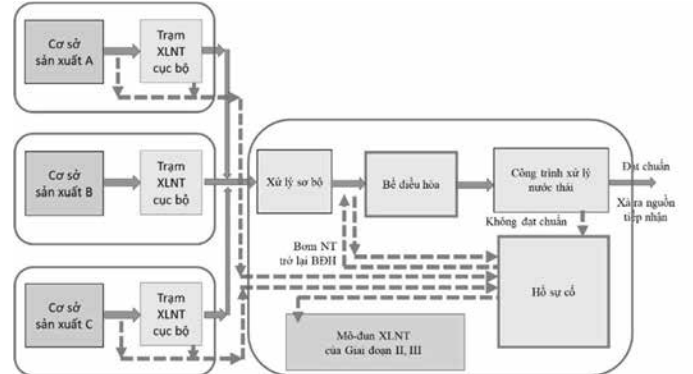 Cơ sở
sản xuất A
Trạm
XLNT
cục bộ
Cơ sở
sản xuất B
Trạm
XLNT
cục bộ
Xử lý sơ bộ
Bể điều hòa
Công trình xử lý
nước thải
Đạt chuẩn
Xả ra nguồn
tiếp nhận
Không đạt chuẩn
Bơm NT
trở lại BĐH
Hồ sự cố
Cơ sở
sản xuất C
Trạm
XLNT
cục bộ
Mô-đun XLNT
của Giai đoạn II, III